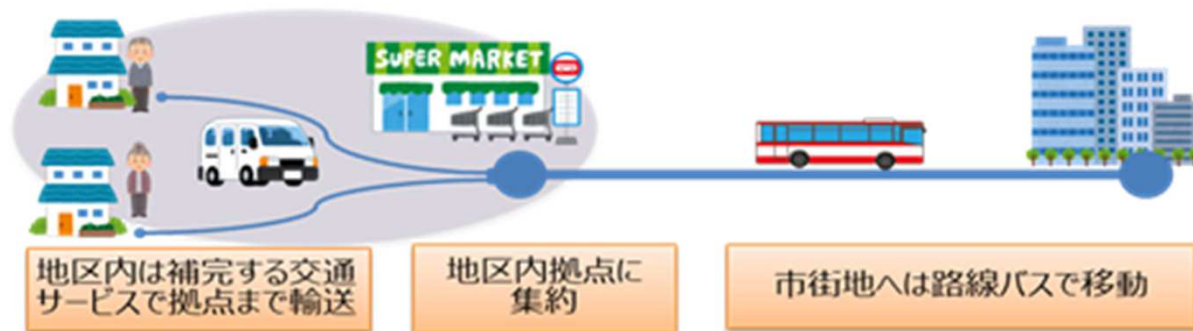 SUPER MARKET
地区内は補完する交通
サービスで拠点まで輸送
地区内拠点に
集約
市街地へは路線バスで移動